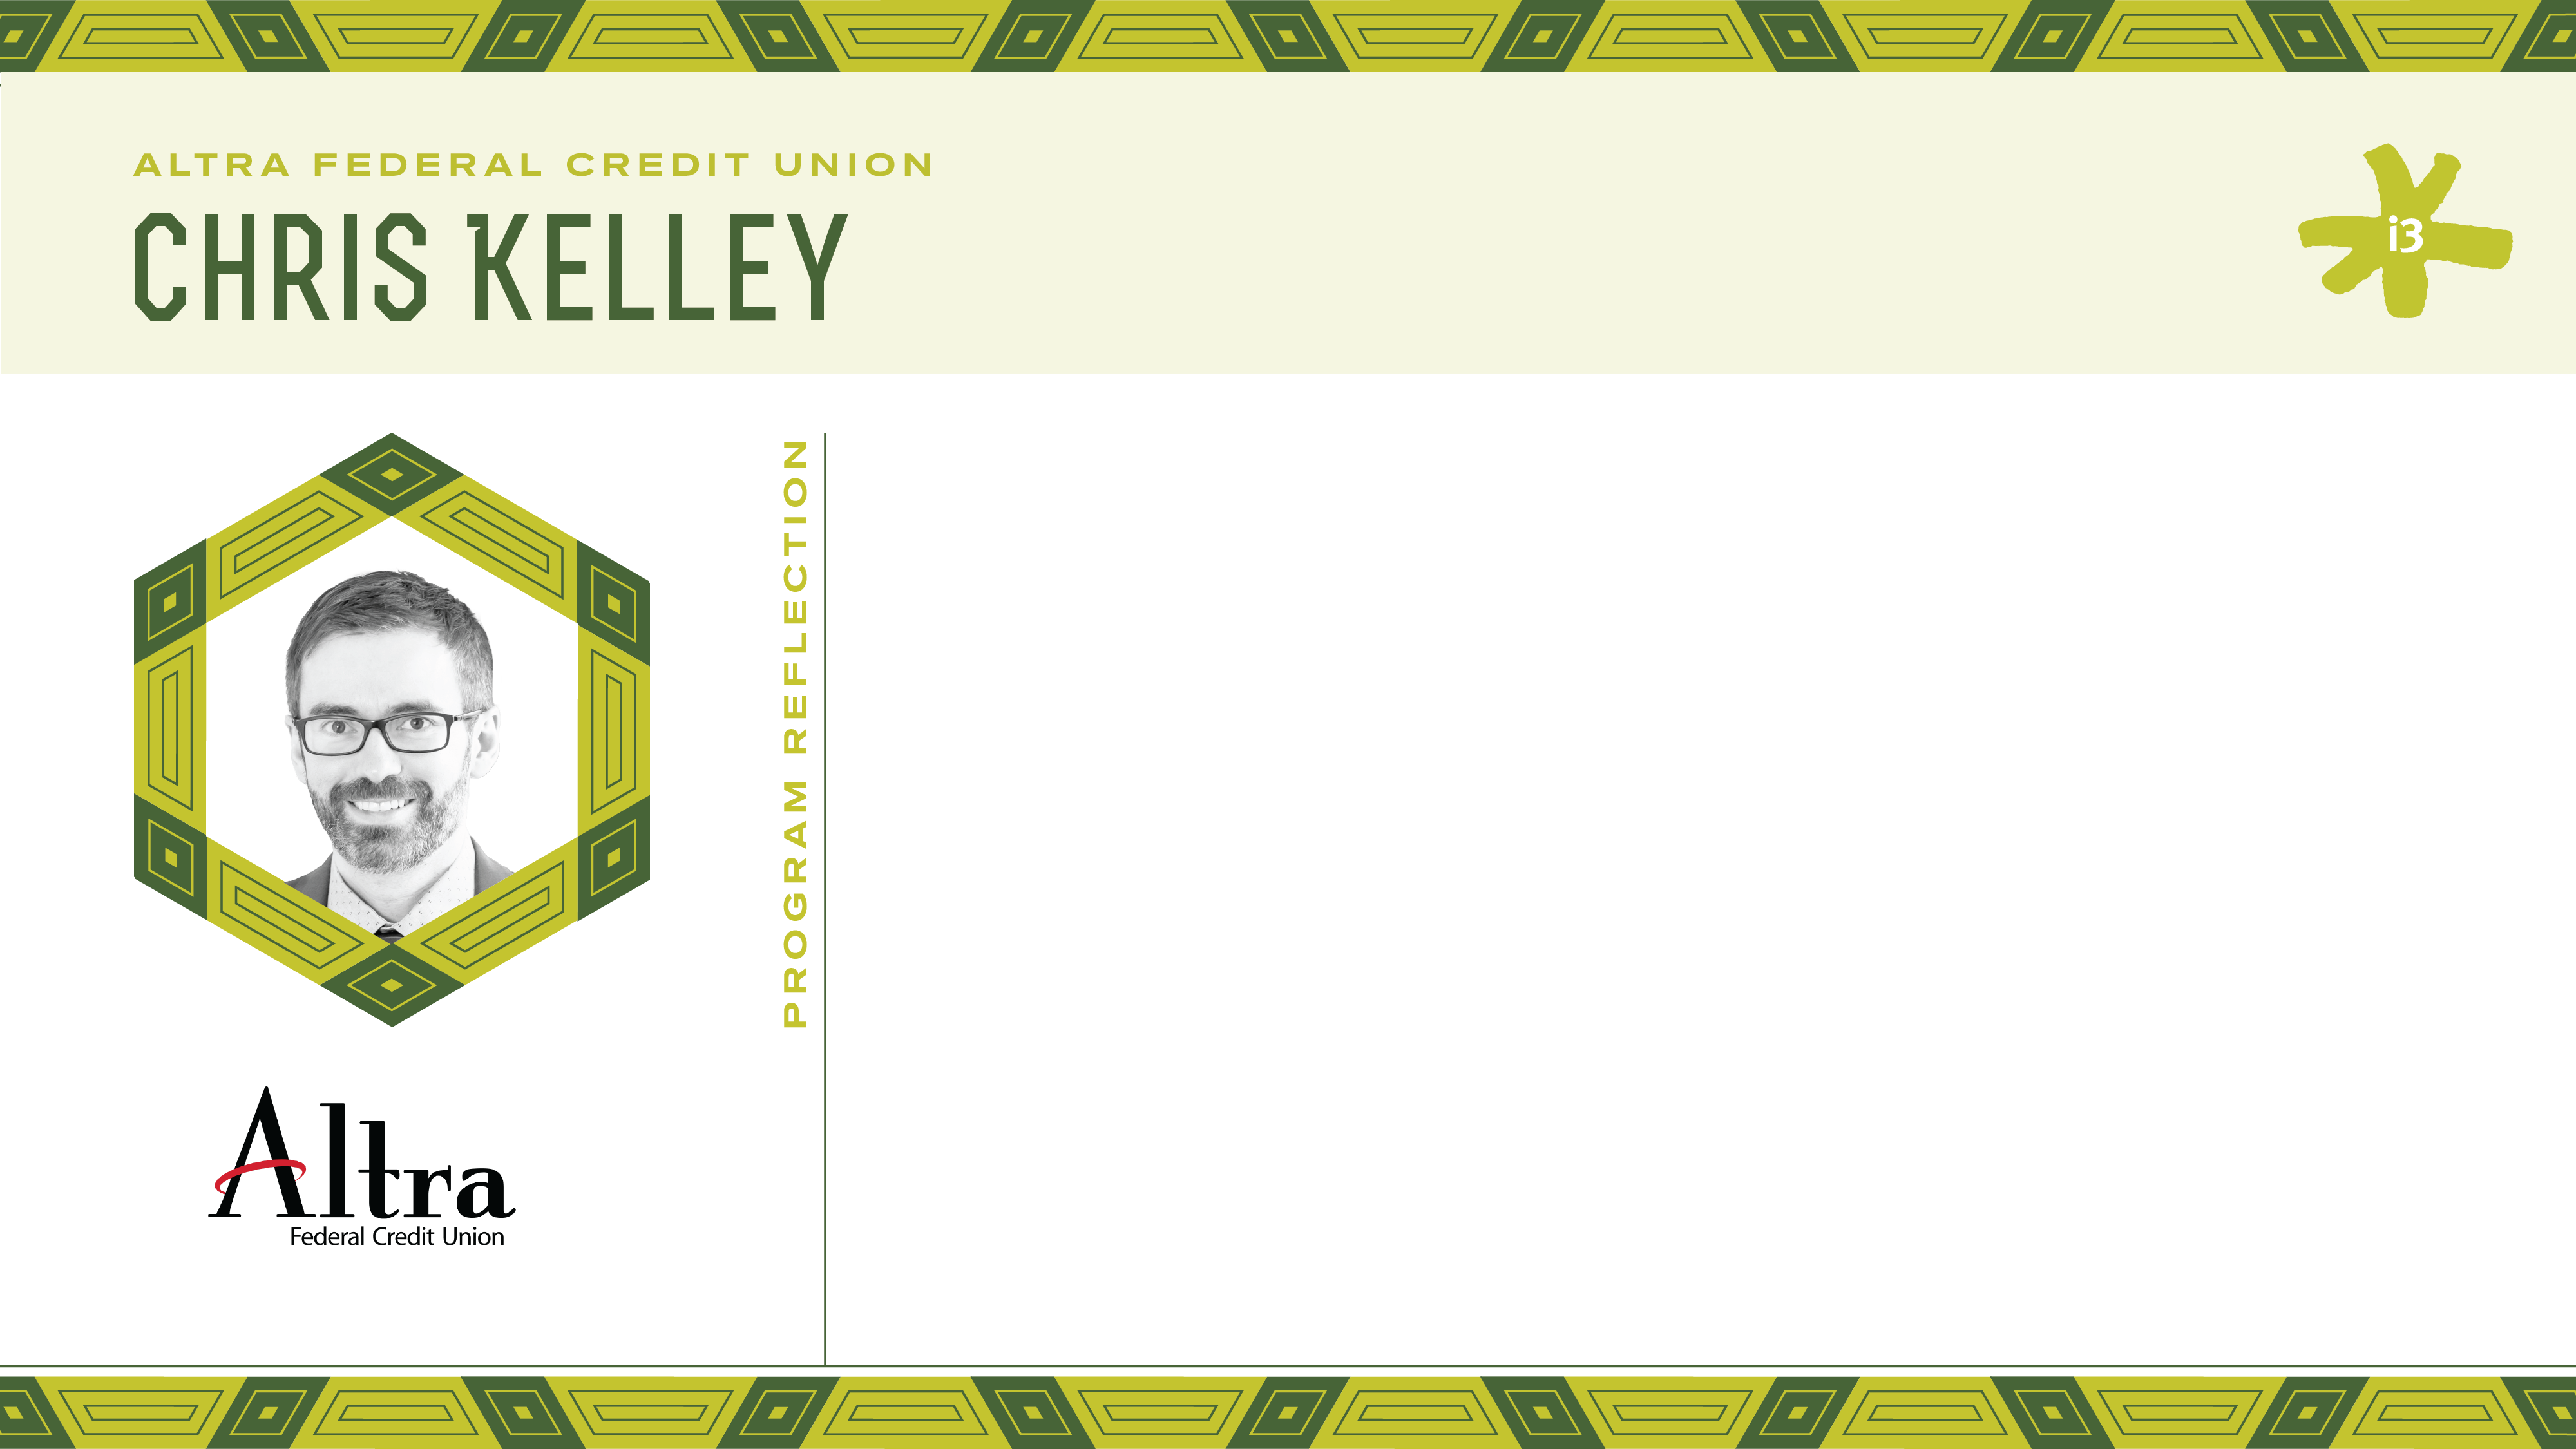 ALTRA FEDERAL CREDIT UNION
CHRIS KELLEY
i3
PROGRAM REFLECTION
Altra
Federal Credit Union